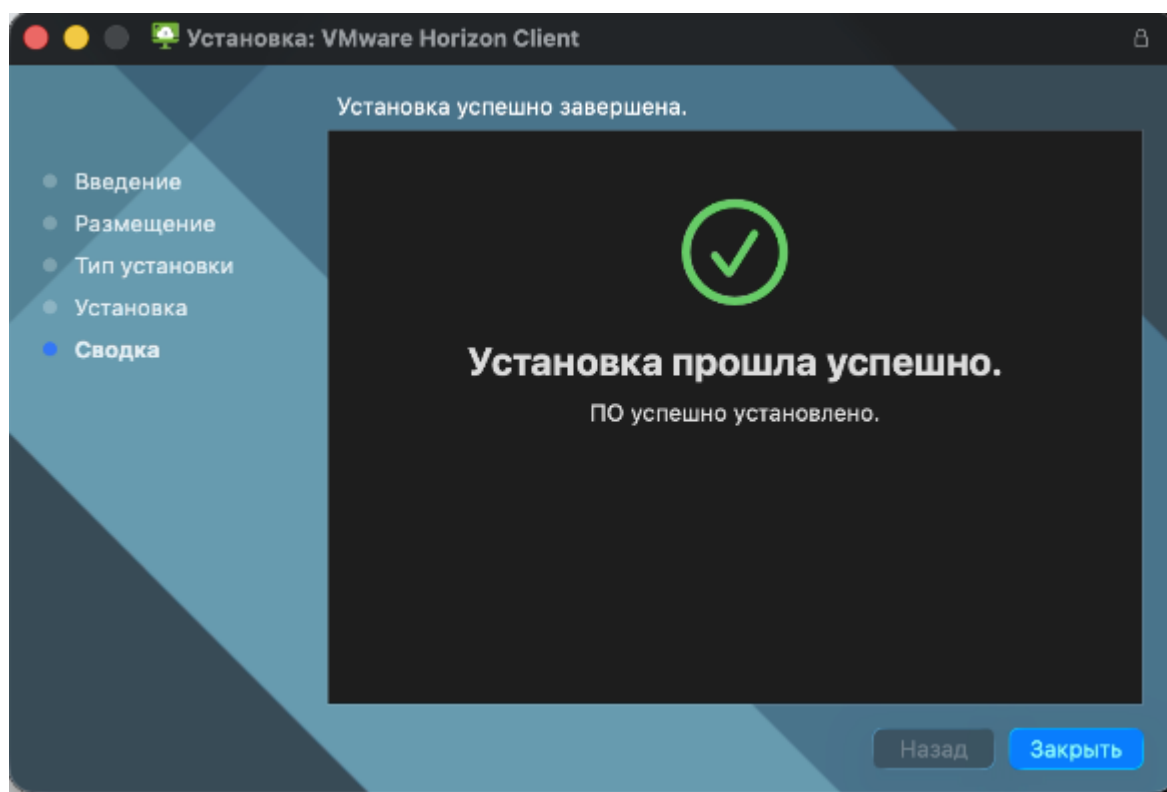 Установка: VMware Horizon Client
Установка успешно завершена.
Введение
Размещение
Тип установки
Установка
Сводка
Установка прошла успешно.
ПО успешно установлено.
Назад
Закрыть